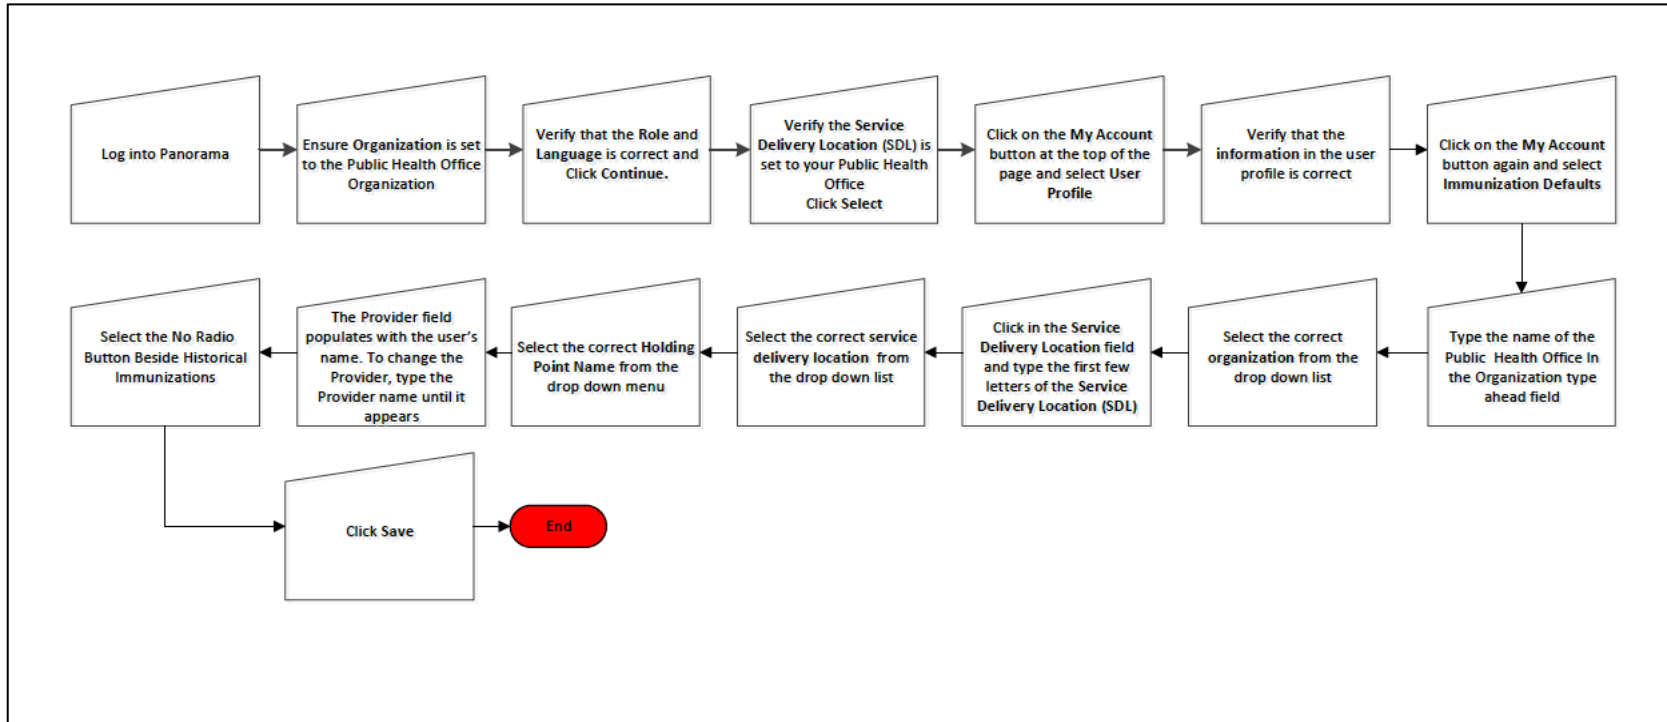 Log into Panorama
Ensure Organization is set
to the Public Health Office
Organization
Verify that the Role and
Language is correct and
Click Continue.
Verify the Service
Delivery Location (SDL) is
set to your Public Health
Office
Click Select
Click on the My Account
button at the top of the
page and select User
Profile
Verify that the
information in the user
profile is correct
Click on the My Account
button again and select
Immunization Defaults
Type the name of the
Public Health Office In
the Organization type
ahead field
Select the correct
organization from the
drop down list
Click in the Service
Delivery Location field
and type the first few
letters of the Service
Delivery Location (SDL)
Select the correct service
delivery location from
the drop down list
Select the correct Holding
Point Name from the
drop down menu
The Provider field
populates with the user's
name. To change the
Provider, type the
Provider name until it
appears
Select the No Radio
Button Beside Historical
Immunizations
Click Save
End